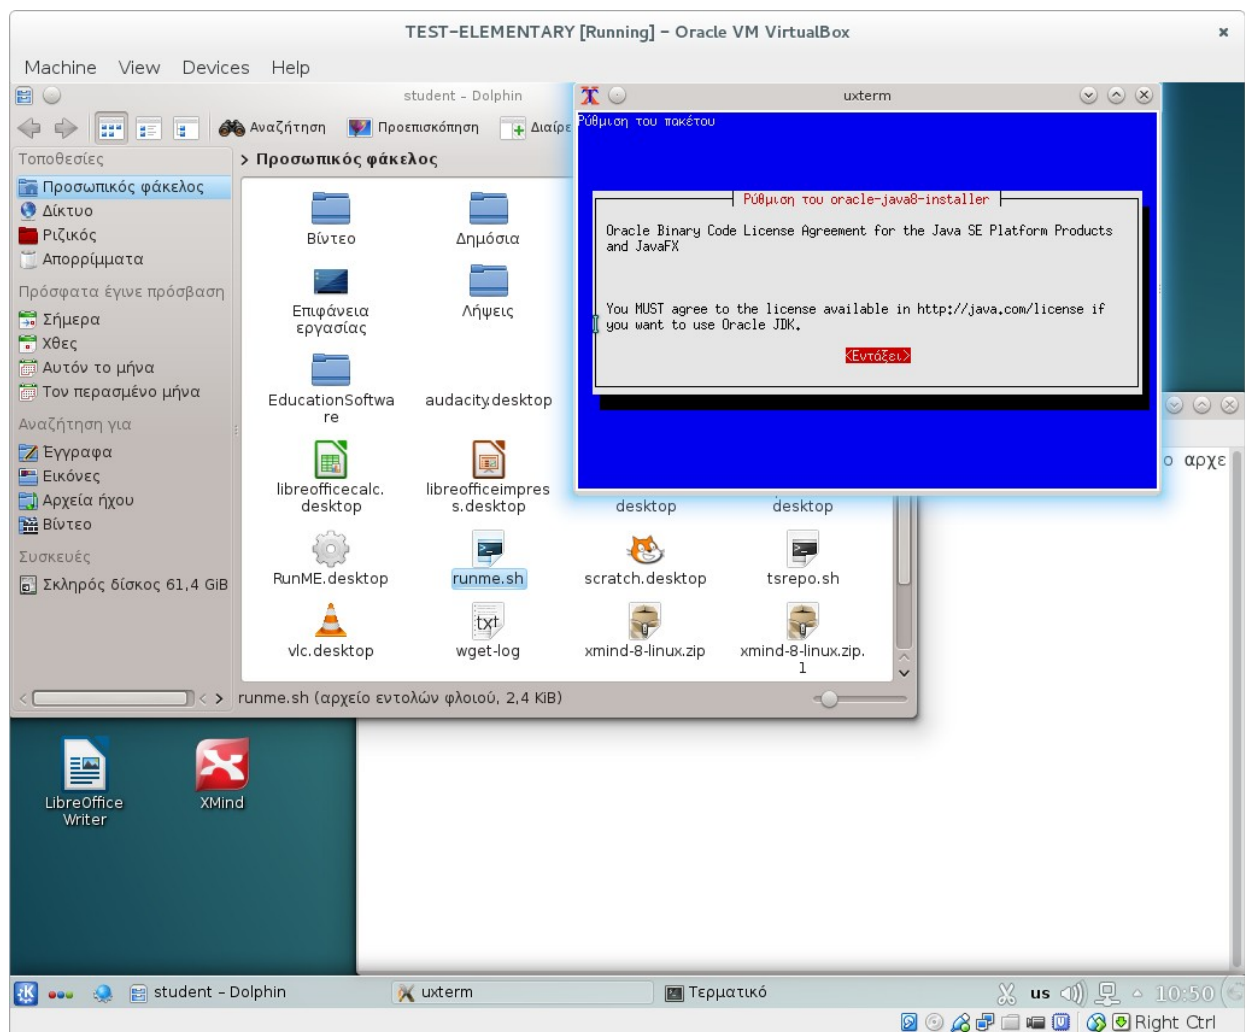 TEST-ELEMENTARY [Running] - Oracle VM VirtualBox
Machine View Devices Help
student - Dolphin
Αναζήτηση Προεπισκόπηση
Τοποθεσίες
Προσωπικός φάκελος
Δίκτυο
Ριζικός
Απορρίμματα
Πρόσφατα έγινε πρόσβαση
Σήμερα
Χθες
Αυτόν το μήνα
Τον περασμένο μήνα
Αναζήτηση για
Έγγραφα
Εικόνες
Αρχεία ήχου
Βίντεο
Συσκευές
Σκληρός δίσκος 61,4 GiB
> Προσωπικός φάκελος
Βίντεο
Δημόσια
Επιφάνεια
εργασίας
Λήψεις
EducationSoftwa
re
audacity.desktop
libreofficecalc.
desktop
libreofficeimpres
s.desktop
desktop
desktop
RunME.desktop
runme.sh
scratch.desktop
tsrepo.sh
vlc.desktop
txt
wget-log
xmind-8-linux.zip
xmind-8-linux.zip.
1
runme.sh (αρχείο εντολών φλοιού, 2,4 KiB)
uxterm
Ρύθμιση του πακέτου
Ρύθμιση του oracle-java8-installer
Oracle Binary Code License Agreement for the Java SE Platform Products
and JavaFX
You MUST agree to the license available in http://java.com/license if
you want to use Oracle JDK.
<Εντάξει>
ο αρχε
LibreOffice
Writer
XMind
student - Dolphin
uxterm
Τερματικό
us
10:50
Right Ctrl